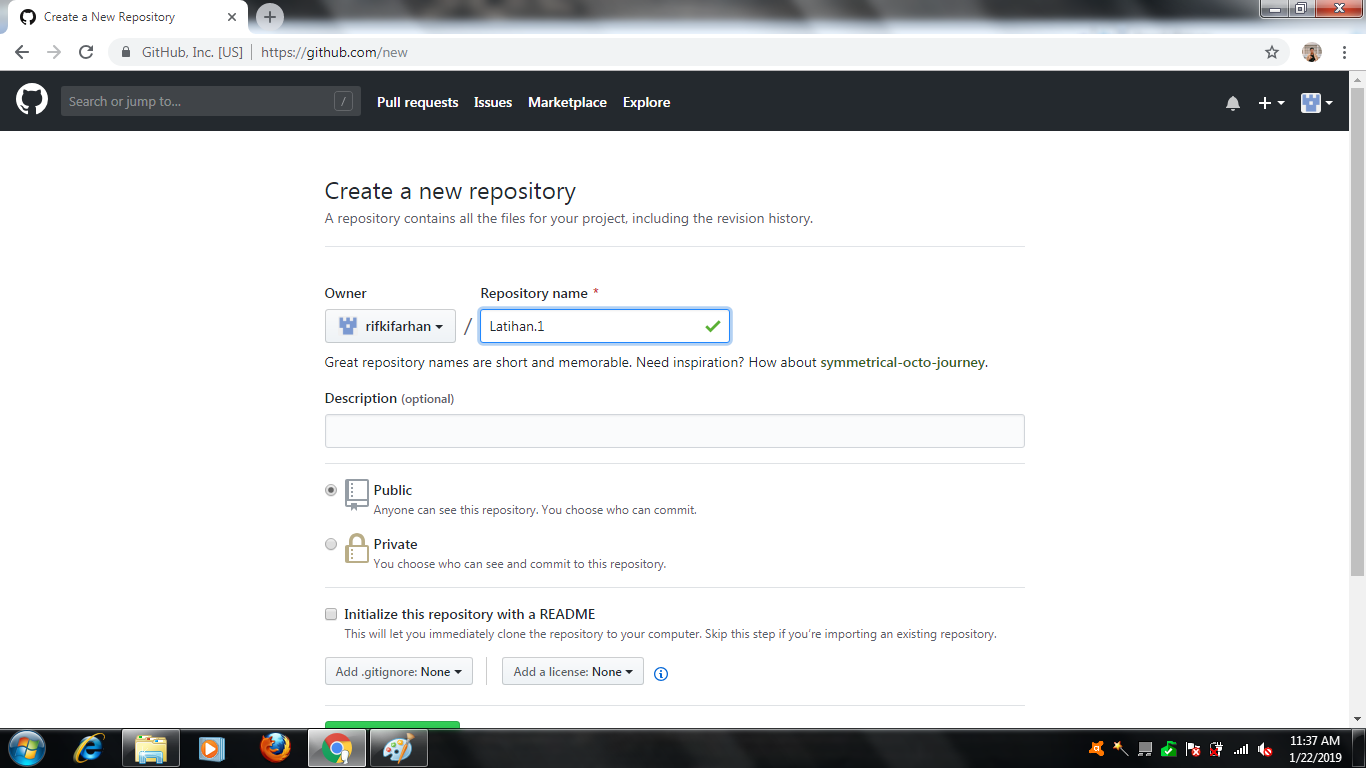 Create a New Repository
GitHub, Inc. [US] https://github.com/new
Search or jump to... / Pull requests Issues Marketplace Explore
Create a new repository
A repository contains all the files for your project, including the revision history.
Owner Repository name *
rifkifarhan / Latihan.1
Great repository names are short and memorable. Need inspiration? How about symmetrical-octo-journey.
Description (optional)
Public
Anyone can see this repository. You choose who can commit.
Private
You choose who can see and commit to this repository.
Initialize this repository with a README
This will let you immediately clone the repository to your computer. Skip this step if you're importing an existing repository.
Add .gitignore: None Add a license: None
11:37 AM
1/22/2019